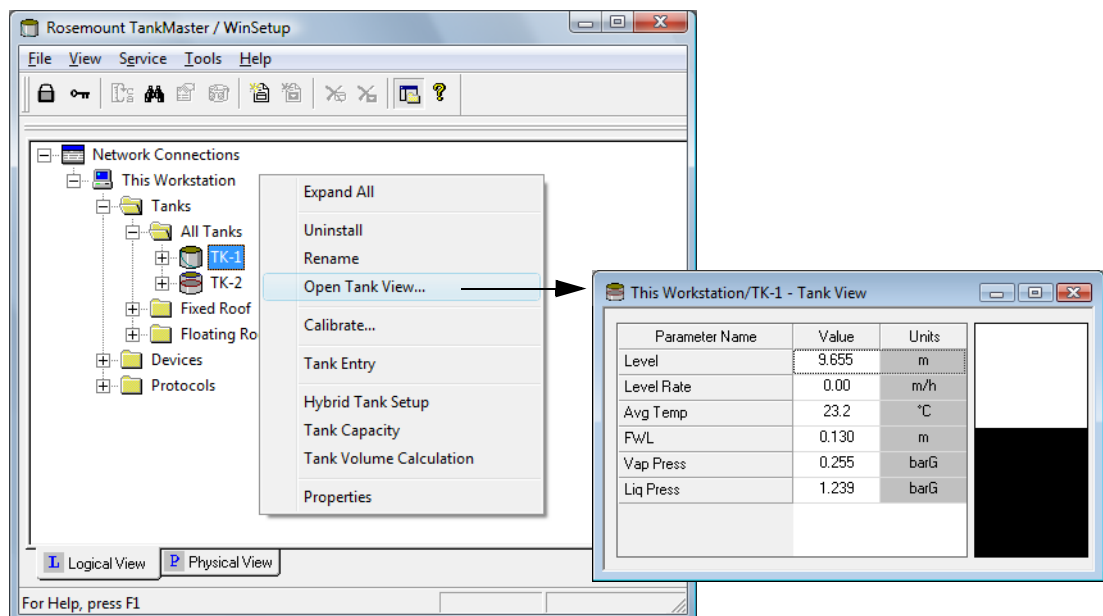 Rosemount TankMaster / WinSetup
File View Service Tools Help
Network Connections
This Workstation
Tanks
All Tanks
TK-1
TK-2
Fixed Roof
Floating Ro
Devices
Protocols
Expand All
Uninstall
Rename
Open Tank View...
Calibrate...
Tank Entry
Hybrid Tank Setup
Tank Capacity
Tank Volume Calculation
Properties
This Workstation/TK-1 - Tank View
Parameter Name Value Units
Level 9.655 m
Level Rate 0.00 m/h
Avg Temp 23.2 °C
FWL 0.130 m
Vap Press 0.255 barG
Liq Press 1.239 barG
L Logical View P Physical View
For Help, press F1